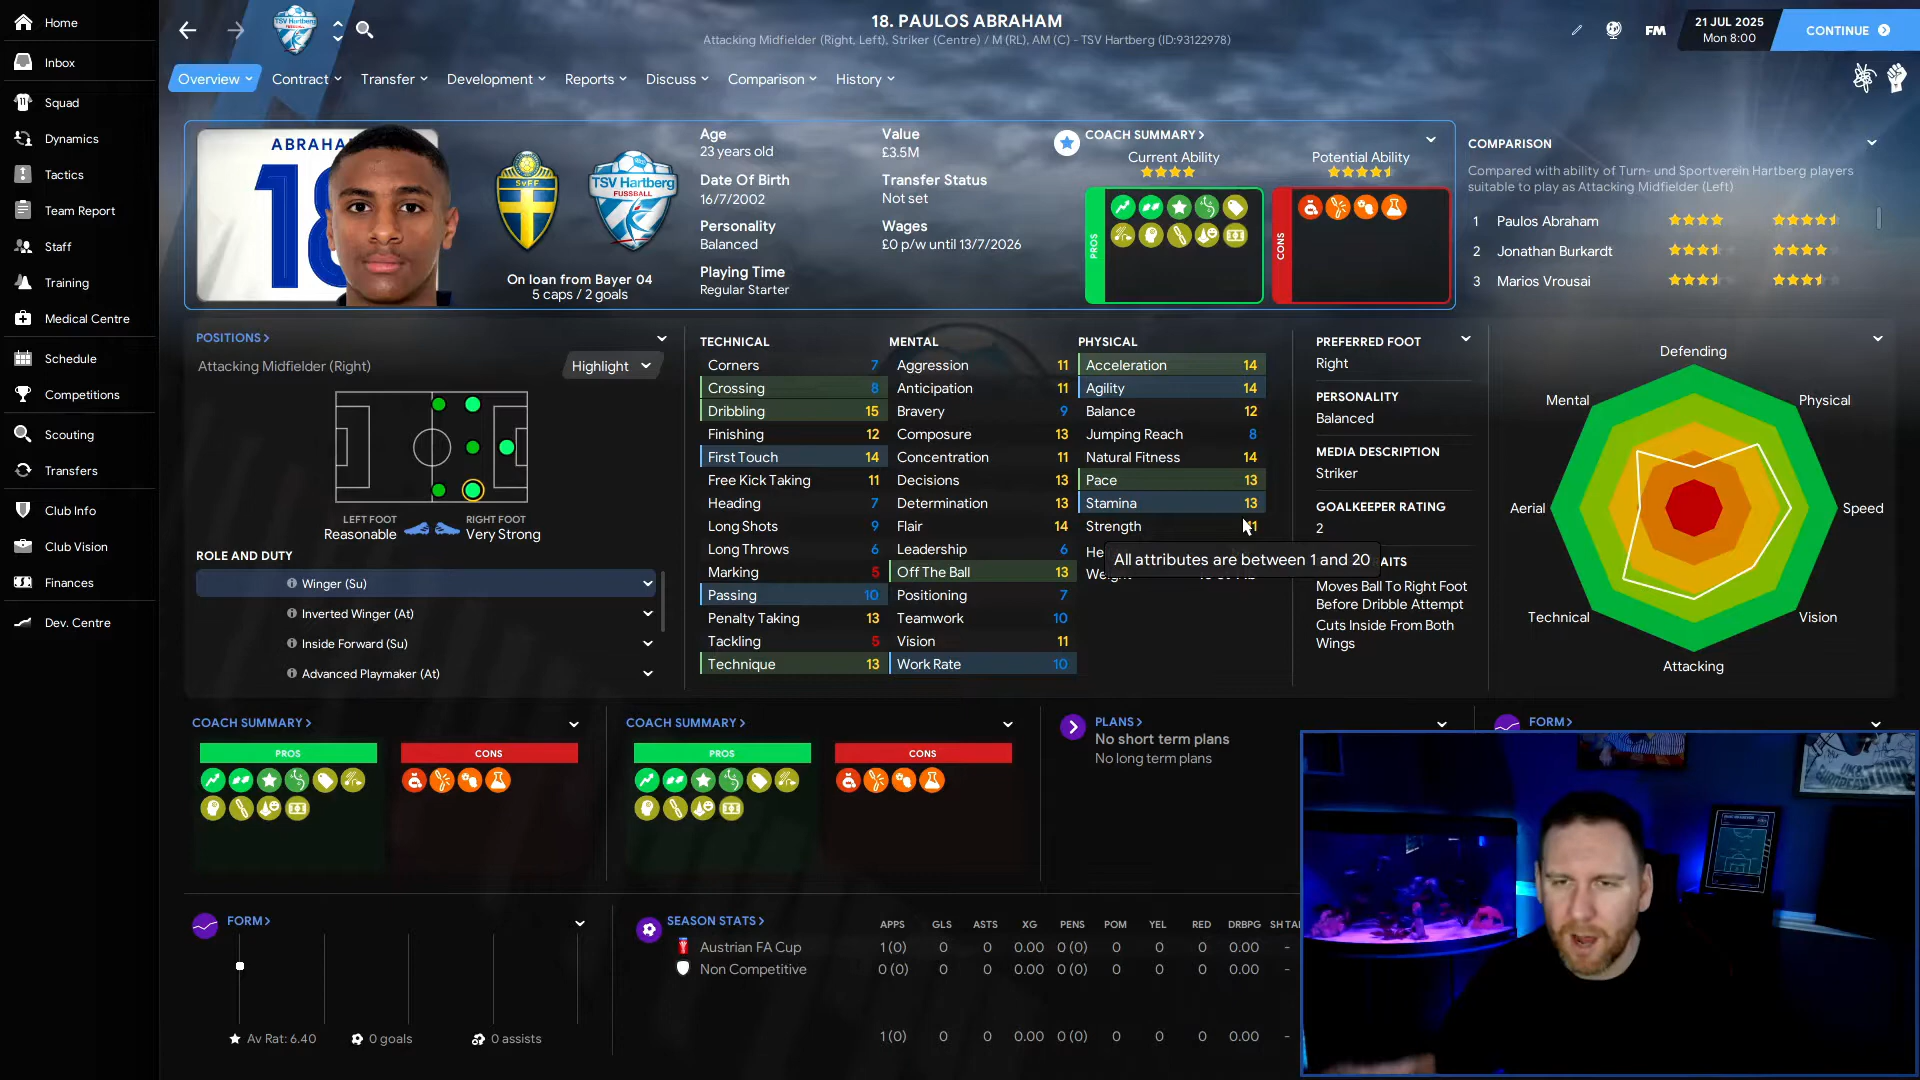 Home
Inbox
Squad
Dynamics
Tactics
Team Report
Staff
Training
Medical Centre
Schedule
Competitions
Scouting
Transfers
Club Info
Club Vision
Finances
Dev. Centre
18. PAULOS ABRAHAM
Attacking Midfielder (Right, Left), Striker (Centre) / M (RL), AM (C) - TSV Hartberg (ID:93122978)
FM
21 JUL 2025
Mon 8:00
CONTINUE
Overview
Contract
Transfer
Development
Reports
Discuss
Comparison
History
ABRAHA
18
SvFF
TSV Hartberg
FUSSBALL
On loan from Bayer 04
5 caps / 2 goals
Age
23 years old
Date Of Birth
16/7/2002
Personality
Balanced
Playing Time
Regular Starter
Value
£3.5M
Transfer Status
Not set
Wages
£0 p/w until 13/7/2026
COACH SUMMARY >
Current Ability
Potential Ability
PROS
CONS
COMPARISON
Compared with ability of Turn- und Sportverein Hartberg players
suitable to play as Attacking Midfielder (Left)
1 Paulos Abraham
2 Jonathan Burkardt
3 Marios Vrousai
POSITIONS >
Attacking Midfielder (Right)
Highlight
LEFT FOOT
Reasonable
RIGHT FOOT
Very Strong
ROLE AND DUTY
Winger (Su)
Inverted Winger (At)
Inside Forward (Su)
Advanced Playmaker (At)
TECHNICAL
Corners 7
Crossing 8
Dribbling 15
Finishing 12
First Touch 14
Free Kick Taking 11
Heading 7
Long Shots 9
Long Throws 6
Marking 5
Passing 10
Penalty Taking 13
Tackling 5
Technique 13
MENTAL
Aggression 11
Anticipation 11
Bravery 9
Composure 13
Concentration 11
Decisions 13
Determination 13
Flair 14
Leadership 6
Off The Ball 13
Positioning 7
Teamwork 10
Vision 11
Work Rate 10
PHYSICAL
Acceleration 14
Agility 14
Balance 12
Jumping Reach 8
Natural Fitness 14
Pace 13
Stamina 13
Strength 11
All attributes are between 1 and 20
PREFERRED FOOT
Right
PERSONALITY
Balanced
MEDIA DESCRIPTION
Striker
GOALKEEPER RATING
2
Moves Ball To Right Foot
Before Dribble Attempt
Cuts Inside From Both
Wings
Defending
Mental
Physical
Aerial
Speed
Technical
Vision
Attacking
COACH SUMMARY >
PROS
CONS
COACH SUMMARY >
PROS
CONS
PLANS >
No short term plans
No long term plans
FORM >
FORM >
Av Rat: 6.40
0 goals
0 assists
SEASON STATS >
APPS GLS ASTS XG PENS POM YEL RED DRBPG SH TA
Austrian FA Cup 1 (0) 0 0 0.00 0 (0) 0 0 0 0.00 -
Non Competitive 0 (0) 0 0 0.00 0 (0) 0 0 0 0.00 -
1 (0) 0 0 0.00 0 (0) 0 0 0 0.00 -